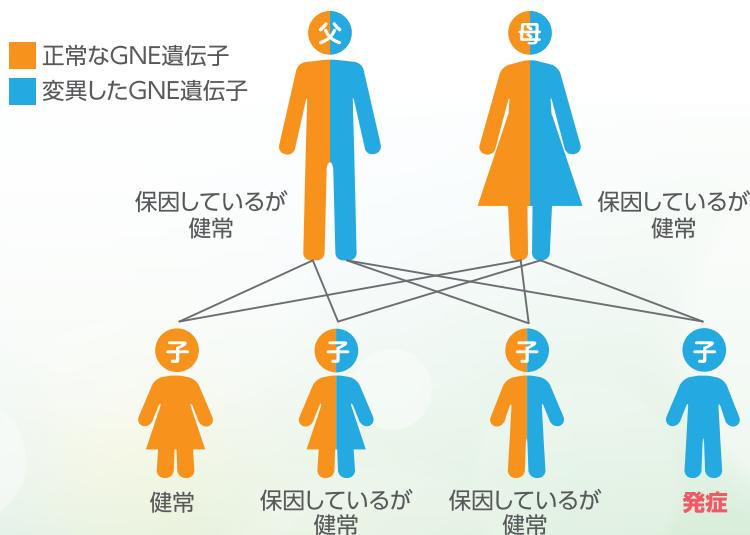 正常なGNE遺伝子
変異したGNE遺伝子
父
母
保因しているが
健常
保因しているが
健常
子
子
子
子
健常
保因しているが
健常
保因しているが
健常
発症